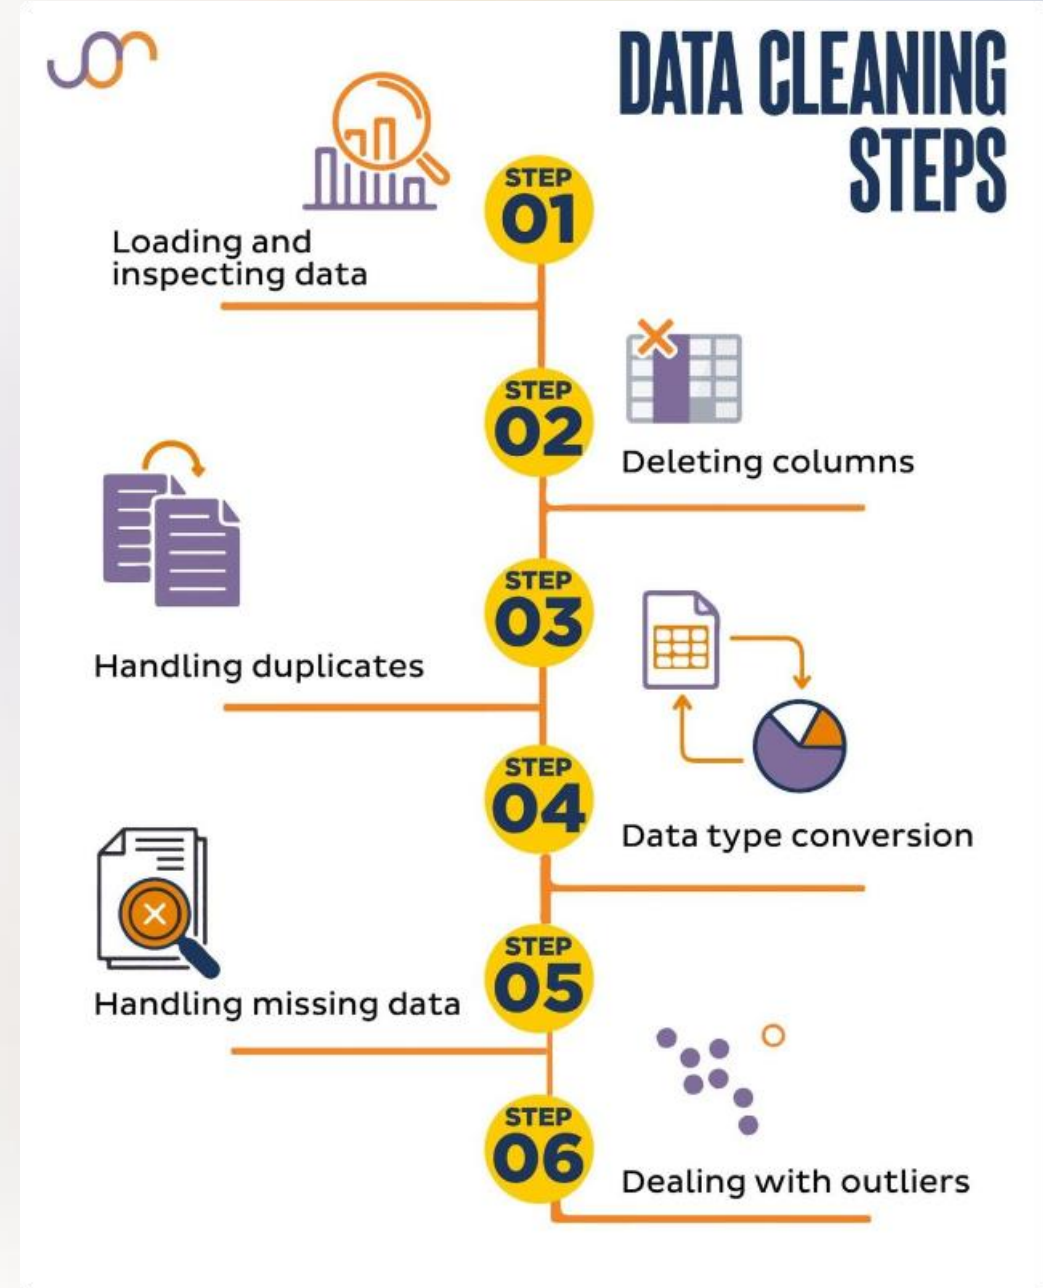 DATA CLEANING
STEPS
STEP
01
Loading and
inspecting data
STEP
02
Deleting columns
STEP
03
Handling duplicates
STEP
04
Data type conversion
STEP
05
Handling missing data
STEP
06
Dealing with outliers